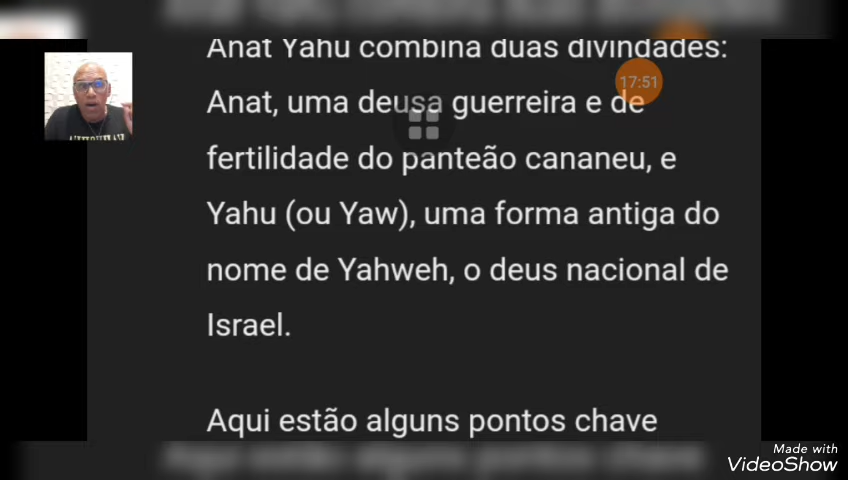 Anat Yahu combina duas divindades:
17:51
Anat, uma deusa guerreira e de
fertilidade do panteão cananeu, e
Yahu (ou Yaw), uma forma antiga do
nome de Yahweh, o deus nacional de
Israel.
Aqui estão alguns pontos chave
Made with
VideoShow